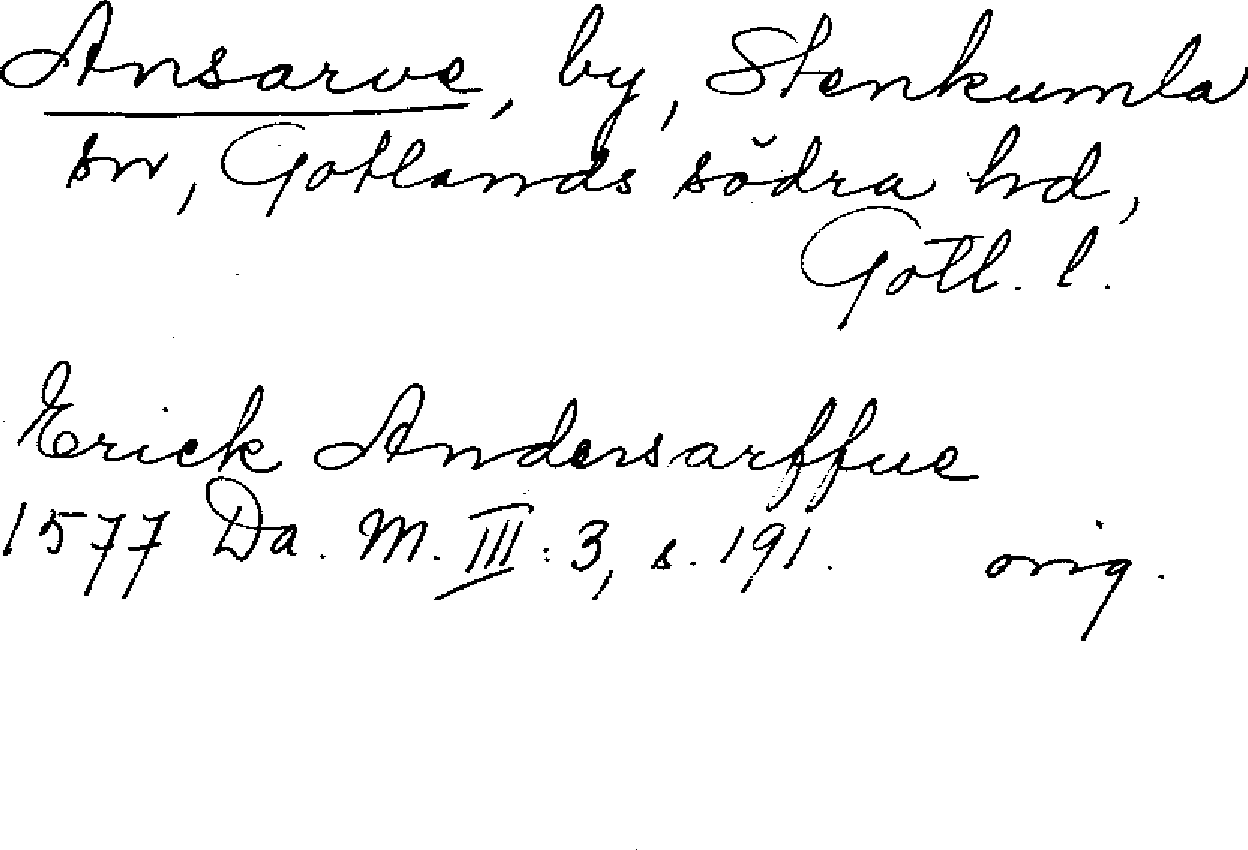 Ansarve, by, Stenkumla
sn, Gotlands södra hd,
Gotl. l.
Erick Andersarffue
1577 Da. M. III: 3, s. 191. orig.